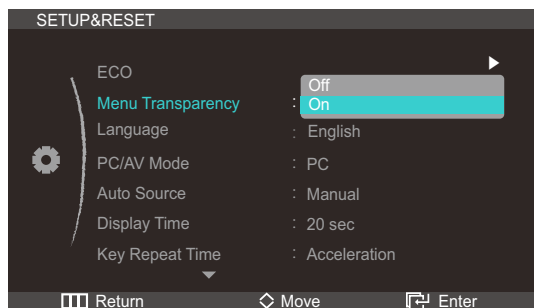 SETUP&RESET
ECO
Off
Menu Transparency : On
Language : English
PC/AV Mode : PC
Auto Source : Manual
Display Time : 20 sec
Key Repeat Time : Acceleration
Return Move Enter